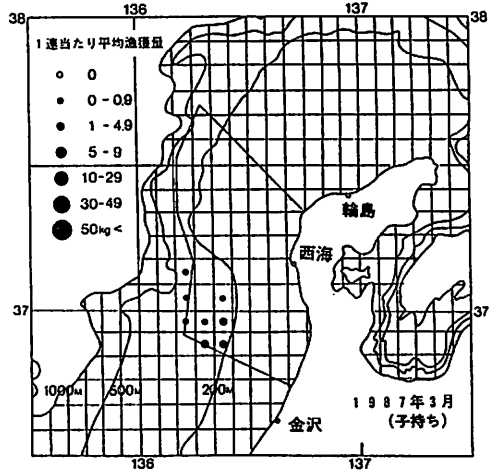 136 137
38 38
1連当たり平均漁獲量
0
0-0.9
1-4.9
5-9
10-29
30-49
50kg<
輪島
西海
37 37
1000M 500M 200M
1987年3月
(子持ち)
金沢
136 137